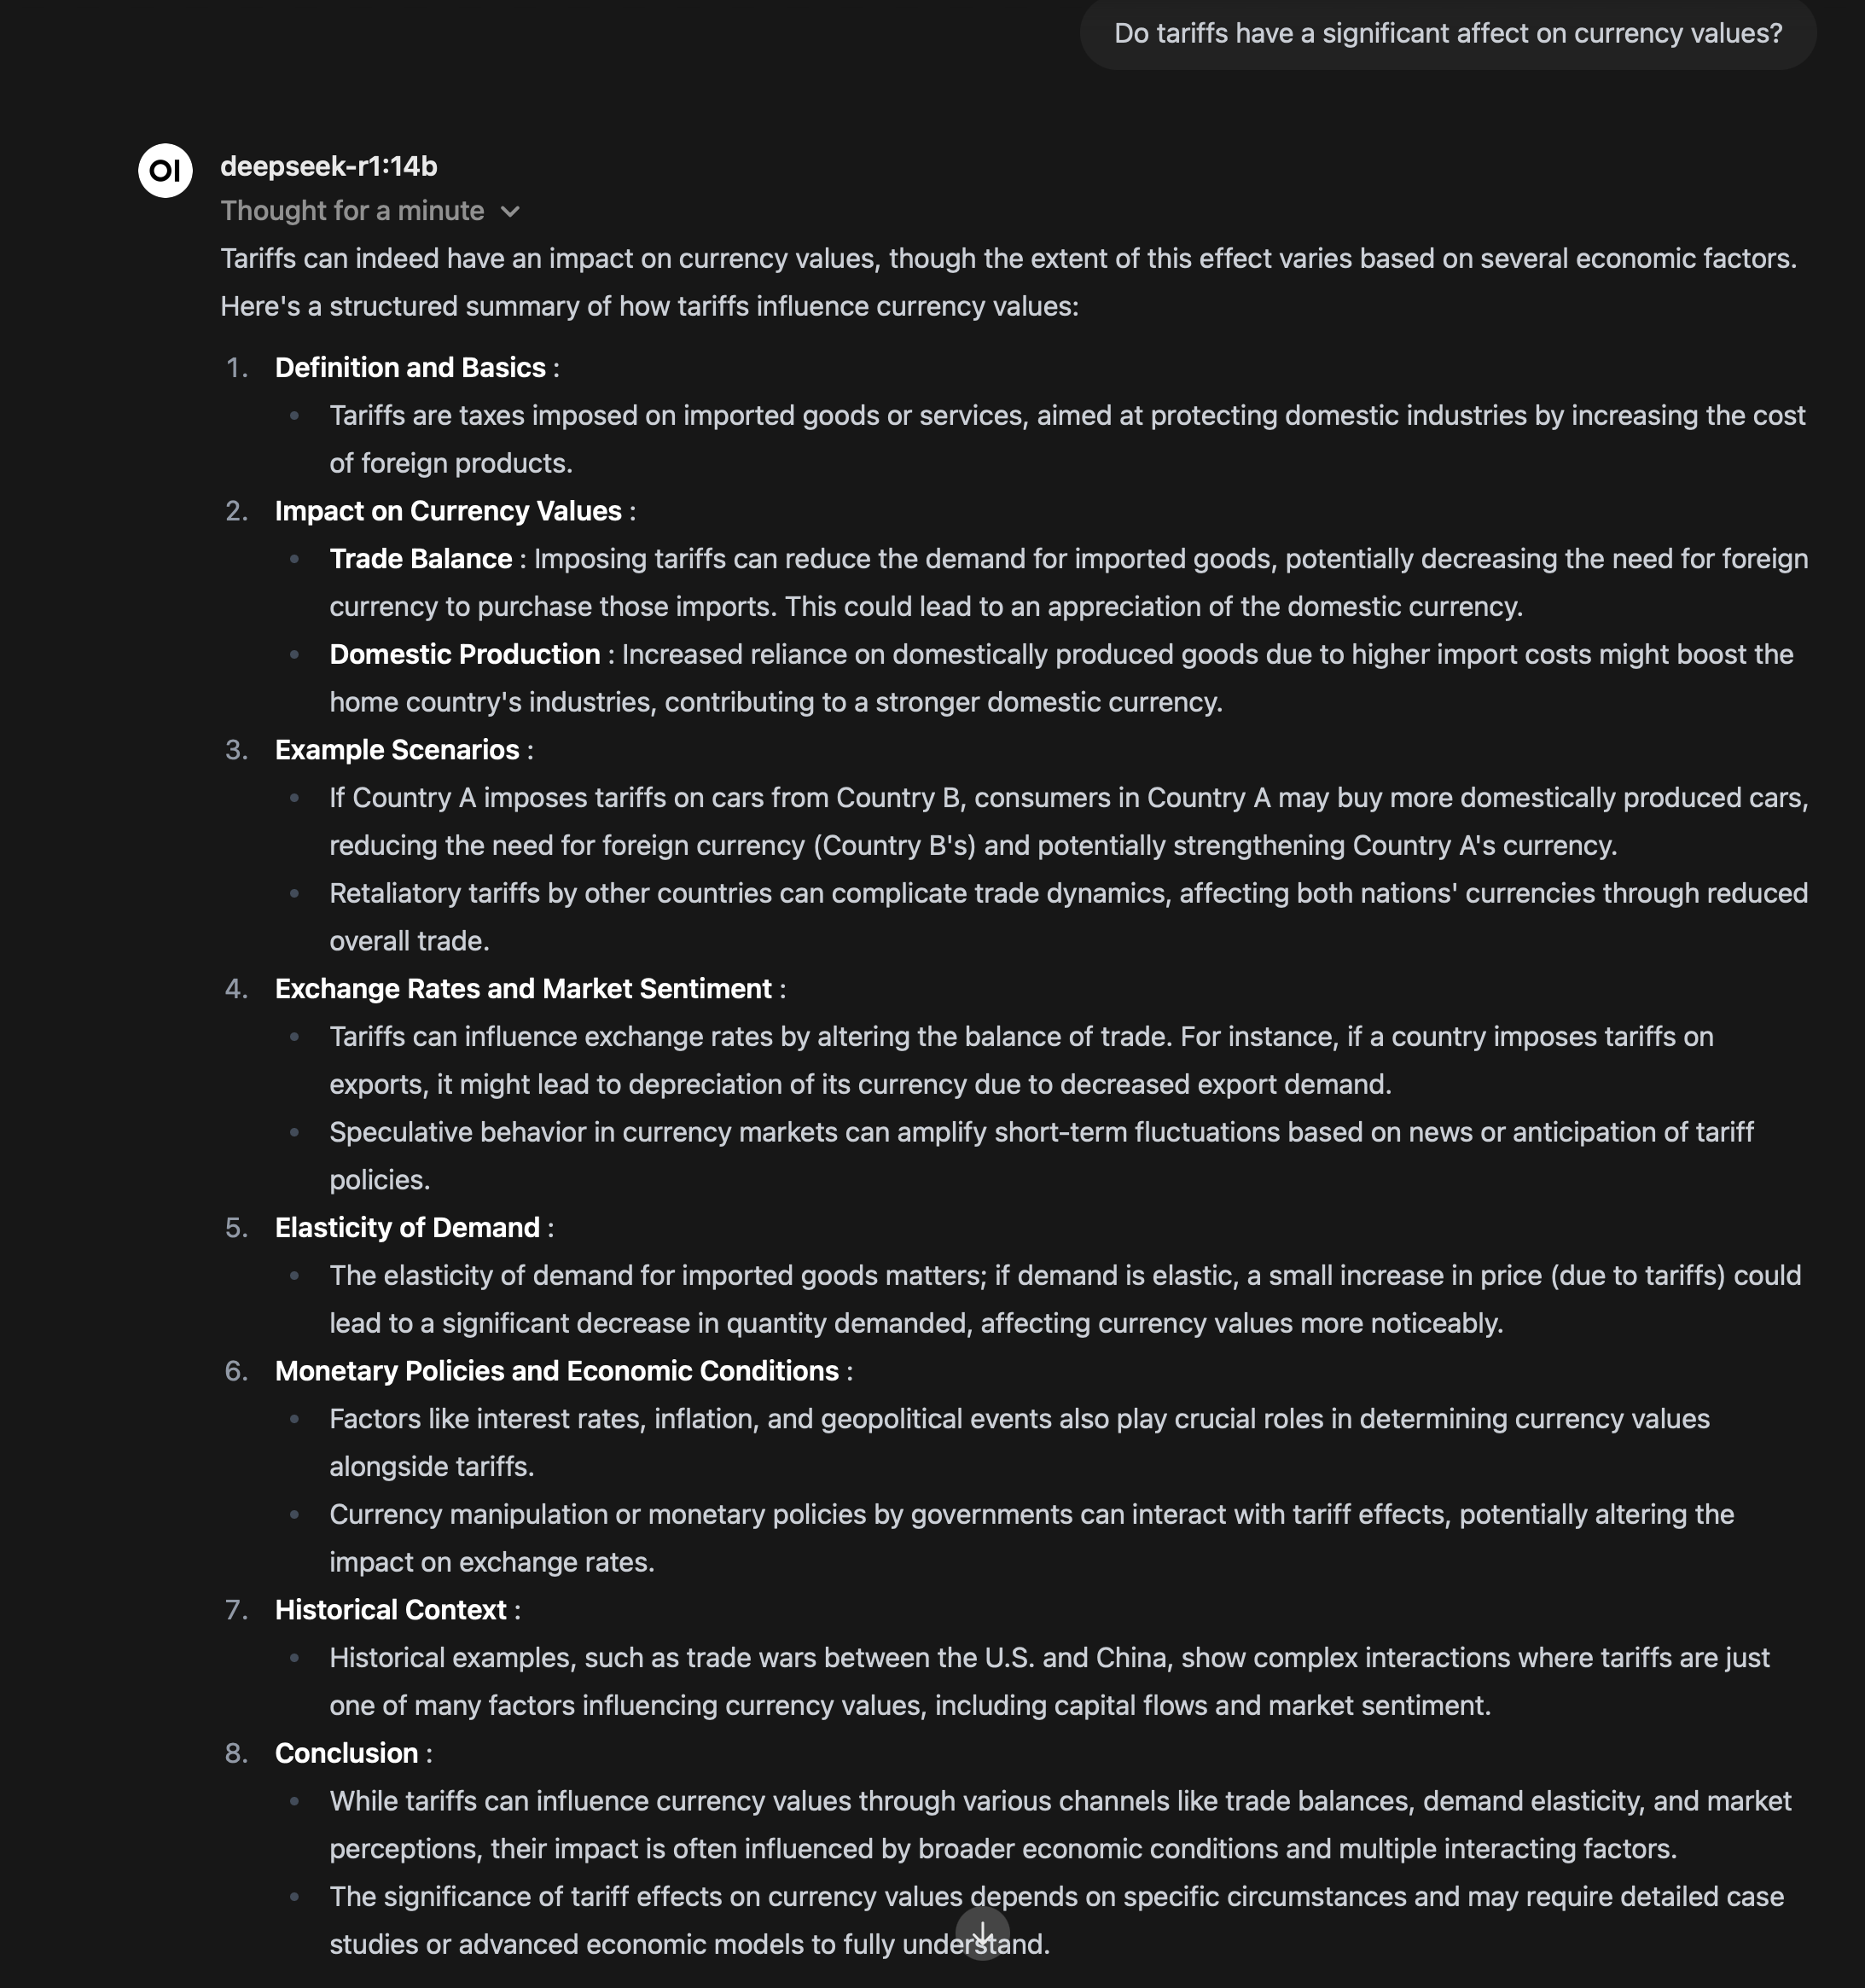 Do tariffs have a significant affect on currency values?
OI
deepseek-r1:14b
Thought for a minute
Tariffs can indeed have an impact on currency values, though the extent of this effect varies based on several economic factors.
Here's a structured summary of how tariffs influence currency values:
1. Definition and Basics :
• Tariffs are taxes imposed on imported goods or services, aimed at protecting domestic industries by increasing the cost
of foreign products.
2. Impact on Currency Values :
• Trade Balance : Imposing tariffs can reduce the demand for imported goods, potentially decreasing the need for foreign
currency to purchase those imports. This could lead to an appreciation of the domestic currency.
• Domestic Production : Increased reliance on domestically produced goods due to higher import costs might boost the
home country's industries, contributing to a stronger domestic currency.
3. Example Scenarios :
• If Country A imposes tariffs on cars from Country B, consumers in Country A may buy more domestically produced cars,
reducing the need for foreign currency (Country B's) and potentially strengthening Country A's currency.
• Retaliatory tariffs by other countries can complicate trade dynamics, affecting both nations' currencies through reduced
overall trade.
4. Exchange Rates and Market Sentiment :
• Tariffs can influence exchange rates by altering the balance of trade. For instance, if a country imposes tariffs on
exports, it might lead to depreciation of its currency due to decreased export demand.
• Speculative behavior in currency markets can amplify short-term fluctuations based on news or anticipation of tariff
policies.
5. Elasticity of Demand :
• The elasticity of demand for imported goods matters; if demand is elastic, a small increase in price (due to tariffs) could
lead to a significant decrease in quantity demanded, affecting currency values more noticeably.
6. Monetary Policies and Economic Conditions :
• Factors like interest rates, inflation, and geopolitical events also play crucial roles in determining currency values
alongside tariffs.
• Currency manipulation or monetary policies by governments can interact with tariff effects, potentially altering the
impact on exchange rates.
7. Historical Context :
• Historical examples, such as trade wars between the U.S. and China, show complex interactions where tariffs are just
one of many factors influencing currency values, including capital flows and market sentiment.
8. Conclusion :
• While tariffs can influence currency values through various channels like trade balances, demand elasticity, and market
perceptions, their impact is often influenced by broader economic conditions and multiple interacting factors.
• The significance of tariff effects on currency values depends on specific circumstances and may require detailed case
studies or advanced economic models to fully understand.